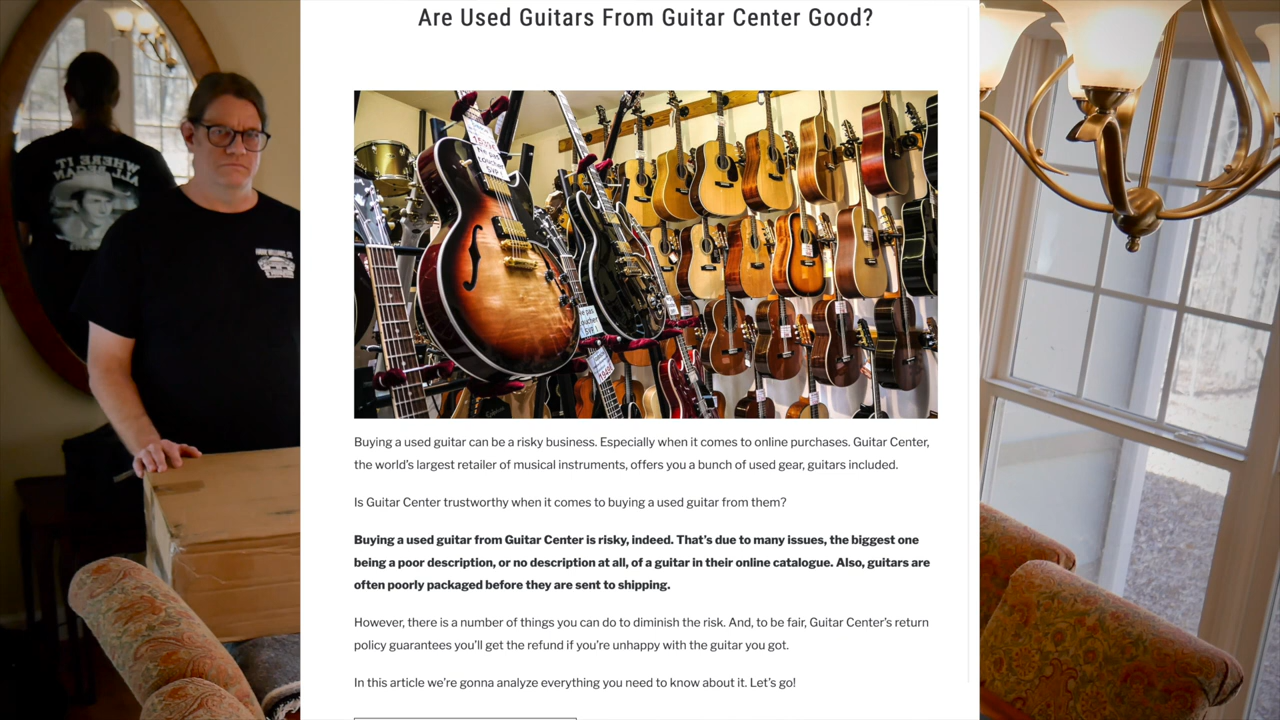 Are Used Guitars From Guitar Center Good?
WHERE IT
ALL BEGAN
Ne pas
toucher
SVP!
Buying a used guitar can be a risky business. Especially when it comes to online purchases. Guitar Center,
the world's largest retailer of musical instruments, offers you a bunch of used gear, guitars included.
Is Guitar Center trustworthy when it comes to buying a used guitar from them?
Buying a used guitar from Guitar Center is risky, indeed. That's due to many issues, the biggest one
being a poor description, or no description at all, of a guitar in their online catalogue. Also, guitars are
often poorly packaged before they are sent to shipping.
However, there is a number of things you can do to diminish the risk. And, to be fair, Guitar Center's return
policy guarantees you'll get the refund if you're unhappy with the guitar you got.
In this article we're gonna analyze everything you need to know about it. Let's go!